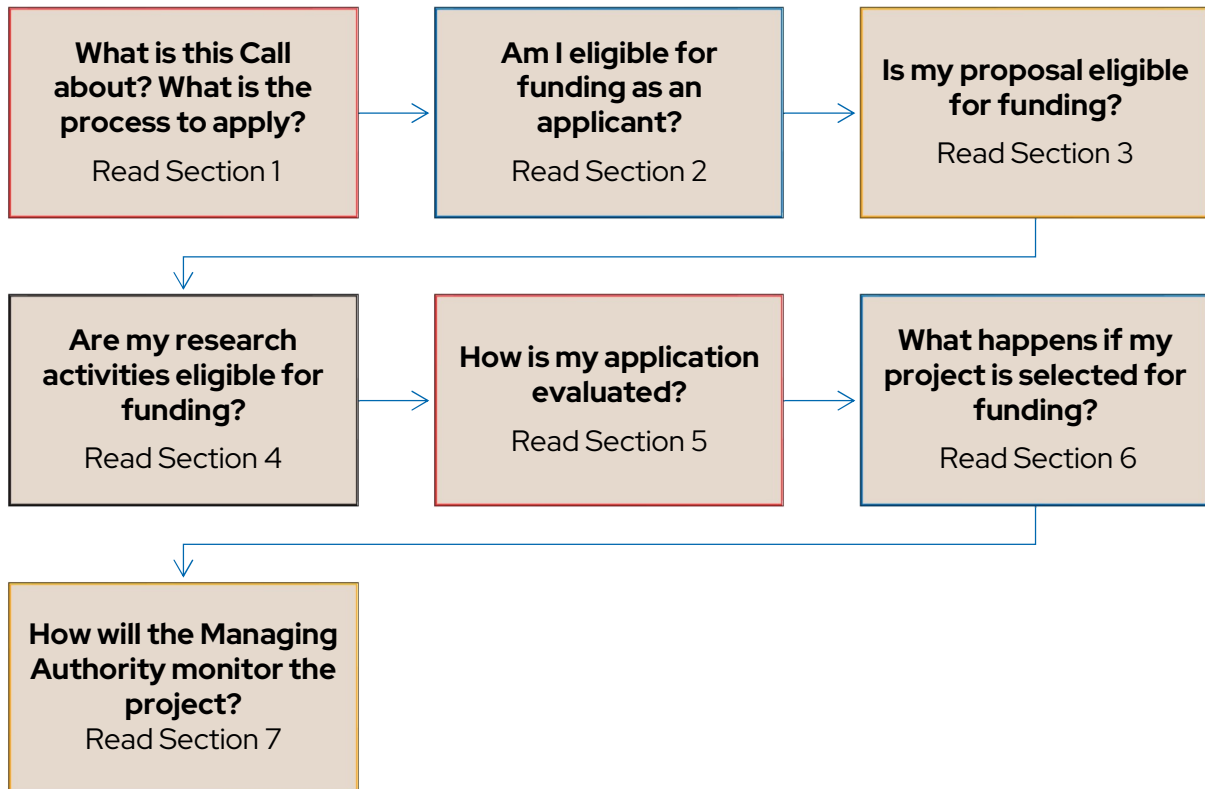 What is this Call
about? What is the
process to apply?
Read Section 1
Am I eligible for
funding as an
applicant?
Read Section 2
Is my proposal eligible
for funding?
Read Section 3
Are my research
activities eligible for
funding?
Read Section 4
How is my application
evaluated?
Read Section 5
What happens if my
project is selected for
funding?
Read Section 6
How will the Managing
Authority monitor the
project?
Read Section 7